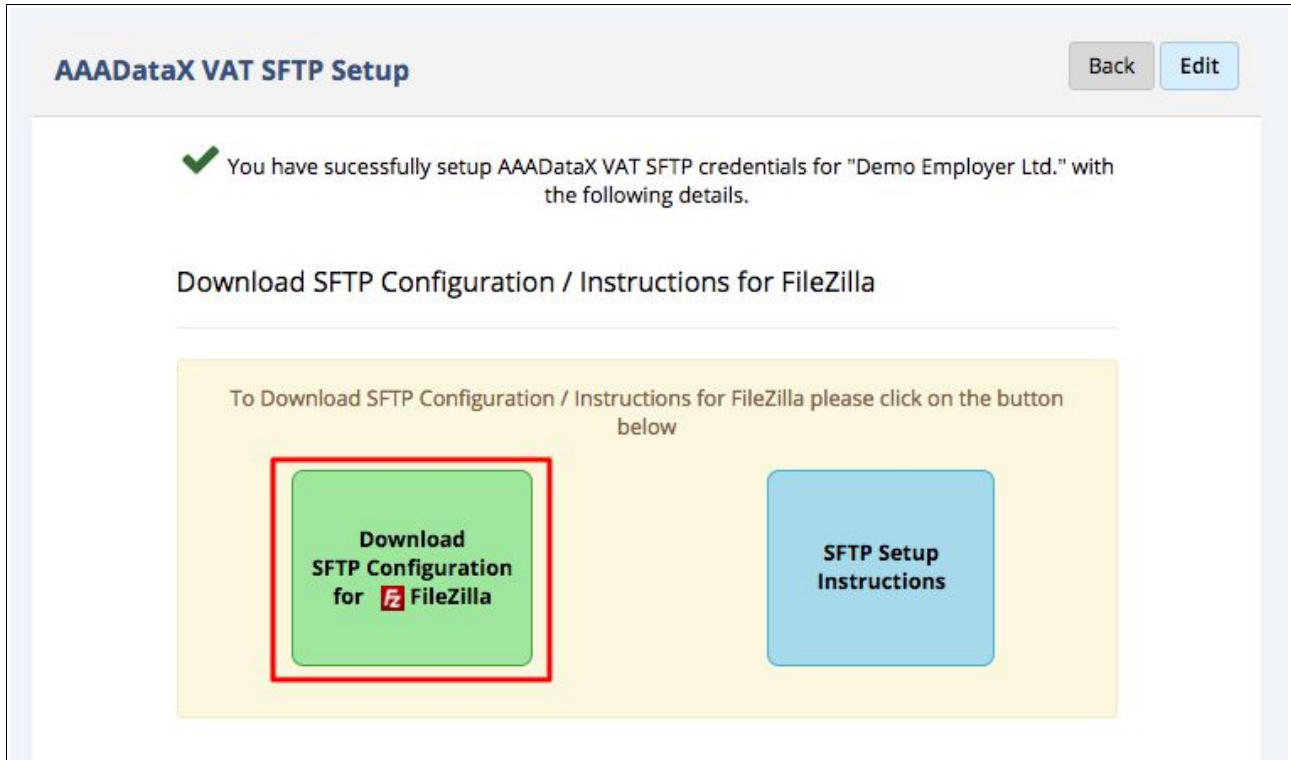 AAADataX VAT SFTP Setup
Back
Edit
You have sucessfully setup AAADataX VAT SFTP credentials for "Demo Employer Ltd." with
the following details.
Download SFTP Configuration / Instructions for FileZilla
To Download SFTP Configuration / Instructions for FileZilla please click on the button
below
Download
SFTP Configuration
for Fz FileZilla
SFTP Setup
Instructions